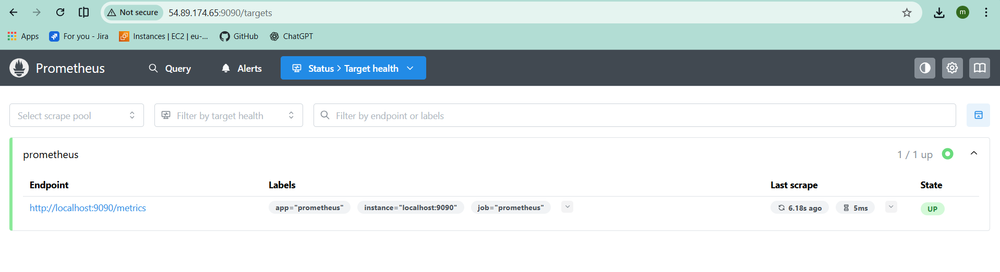 Not secure 54.89.174.65:9090/targets m
Apps For you - Jira Instances | EC2 | eu-... GitHub ChatGPT
Prometheus Query Alerts Status > Target health
Select scrape pool Filter by target health Filter by endpoint or labels
prometheus 1 / 1 up
Endpoint Labels Last scrape State
http://localhost:9090/metrics app="prometheus" instance="localhost:9090" job="prometheus" 6.18s ago 5ms UP